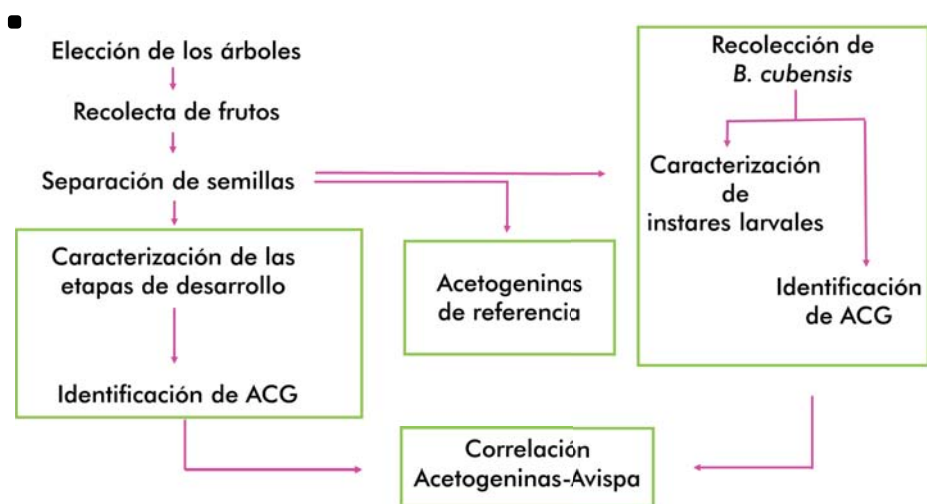 Elección de los árboles
Recolecta de frutos
Separación de semillas
Caracterización de las
etapas de desarrollo
Identificación de ACG
Acetogeninas
de referencia
Recolección de
B. cubensis
Caracterización
de
instares larvales
Identificación
de ACG
Correlación
Acetogeninas-Avispa